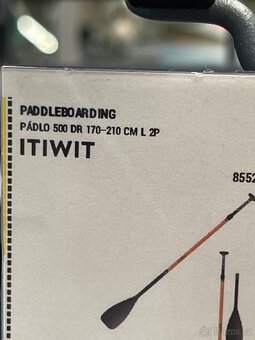 PADDLEBOARDING
PÁDLO 500 DR 170-210 CM L 2P
ITIWIT
8552